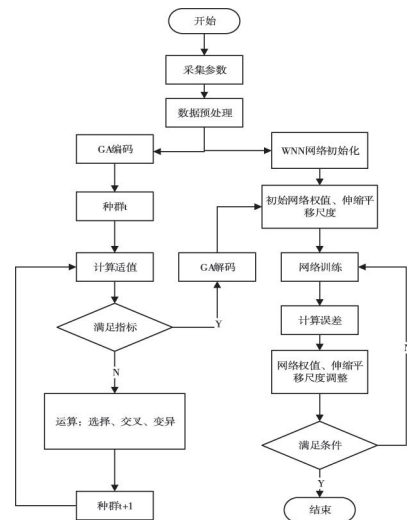 开始
采集参数
数据预处理
GA编码
WNN网络初始化
种群t
初始网络权值、伸缩平
移尺度
计算适值
GA解码
网络训练
满足指标
Y
计算误差
N
N
网络权值、伸缩平
移尺度调整
运算：选择、交叉、变异
满足条件
Y
种群t+1
结束